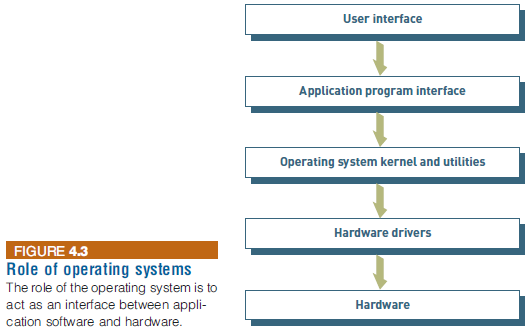 User interface
Application program interface
Operating system kernel and utilities
Hardware drivers
Hardware
FIGURE 4.3
Role of operating systems
The role of the operating system is to
act as an interface between appli-
cation software and hardware.